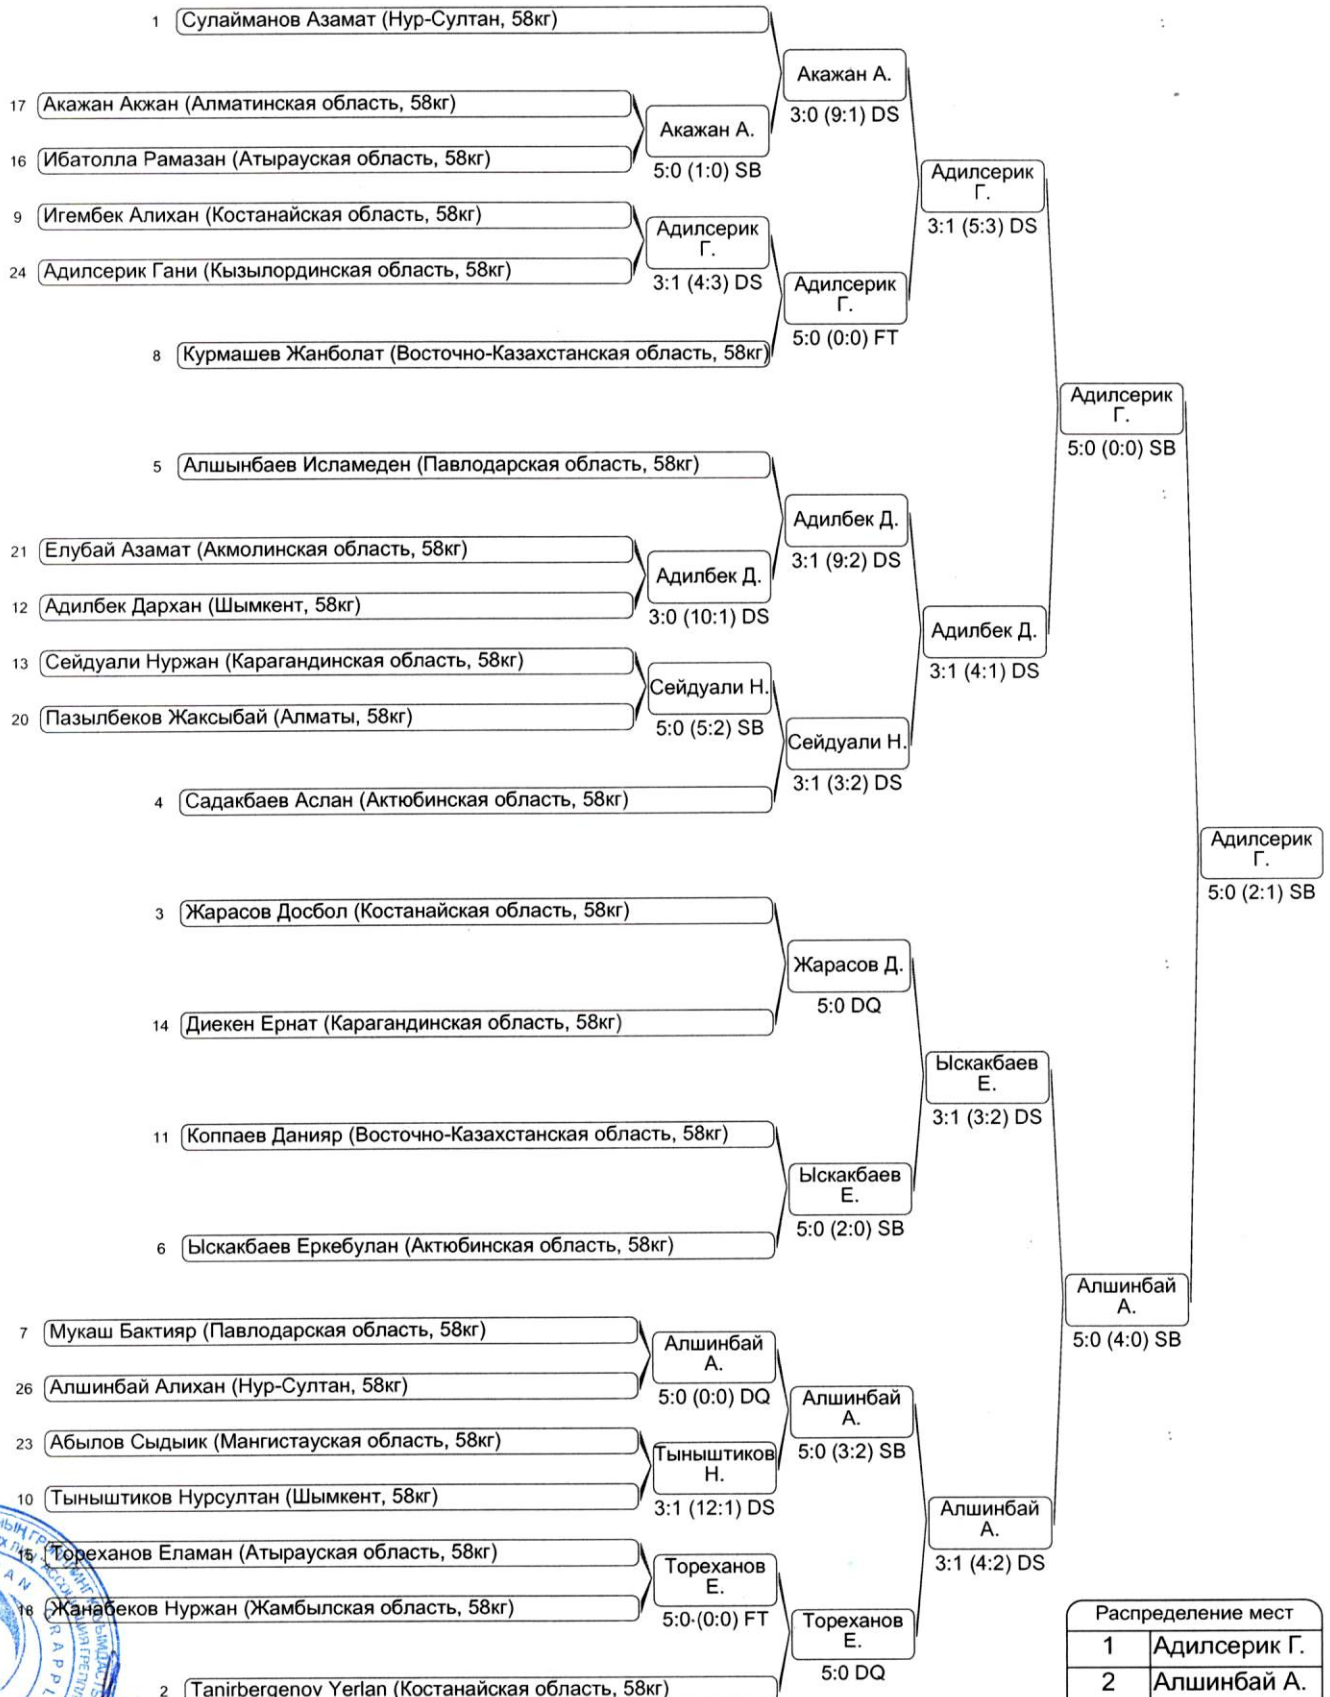 1 Сулайманов Азамат (Нур-Султан, 58кг)
Акажан А.
3:0 (9:1) DS
17 Акажан Акжан (Алматинская область, 58кг)
Акажан А.
5:0 (1:0) SB
16 Ибатолла Рамазан (Атырауская область, 58кг)
Адилсерик
Г.
3:1 (5:3) DS
9 Игембек Алихан (Костанайская область, 58кг)
Адилсерик
Г.
3:1 (4:3) DS
24 Адилсерик Гани (Кызылординская область, 58кг)
Адилсерик
Г.
5:0 (0:0) FT
8 Курмашев Жанболат (Восточно-Казахстанская область, 58кг)
Адилсерик
Г.
5:0 (0:0) SB
5 Алшынбаев Исламеден (Павлодарская область, 58кг)
Адилбек Д.
3:1 (9:2) DS
21 Елубай Азамат (Акмолинская область, 58кг)
Адилбек Д.
3:0 (10:1) DS
12 Адилбек Дархан (Шымкент, 58кг)
Адилбек Д.
3:1 (4:1) DS
13 Сейдуали Нуржан (Карагандинская область, 58кг)
Сейдуали Н.
5:0 (5:2) SB
20 Пазылбеков Жаксыбай (Алматы, 58кг)
Сейдуали Н.
3:1 (3:2) DS
4 Садакбаев Аслан (Актюбинская область, 58кг)
Адилсерик
Г.
5:0 (2:1) SB
3 Жарасов Досбол (Костанайская область, 58кг)
Жарасов Д.
5:0 DQ
14 Диекен Ернат (Карагандинская область, 58кг)
Ыскакбаев
Е.
3:1 (3:2) DS
11 Коппаев Данияр (Восточно-Казахстанская область, 58кг)
Ыскакбаев
Е.
5:0 (2:0) SB
6 Ыскакбаев Еркебулан (Актюбинская область, 58кг)
Алшинбай
А.
5:0 (4:0) SB
7 Мукаш Бактияр (Павлодарская область, 58кг)
Алшинбай
А.
5:0 (0:0) DQ
26 Алшинбай Алихан (Нур-Султан, 58кг)
Алшинбай
А.
5:0 (3:2) SB
23 Абылов Сыдыик (Мангистауская область, 58кг)
Тыныштиков
Н.
3:1 (12:1) DS
10 Тыныштиков Нурсултан (Шымкент, 58кг)
Алшинбай
А.
3:1 (4:2) DS
15 Тореханов Еламан (Атырауская область, 58кг)
Тореханов
Е.
5:0 (0:0) FT
18 Жанабеков Нуржан (Жамбылская область, 58кг)
Тореханов
Е.
5:0 DQ
2 Tanirbergenov Yerlan (Костанайская область, 58кг)
Распределение мест
1 Адилсерик Г.
2 Алшинбай А.